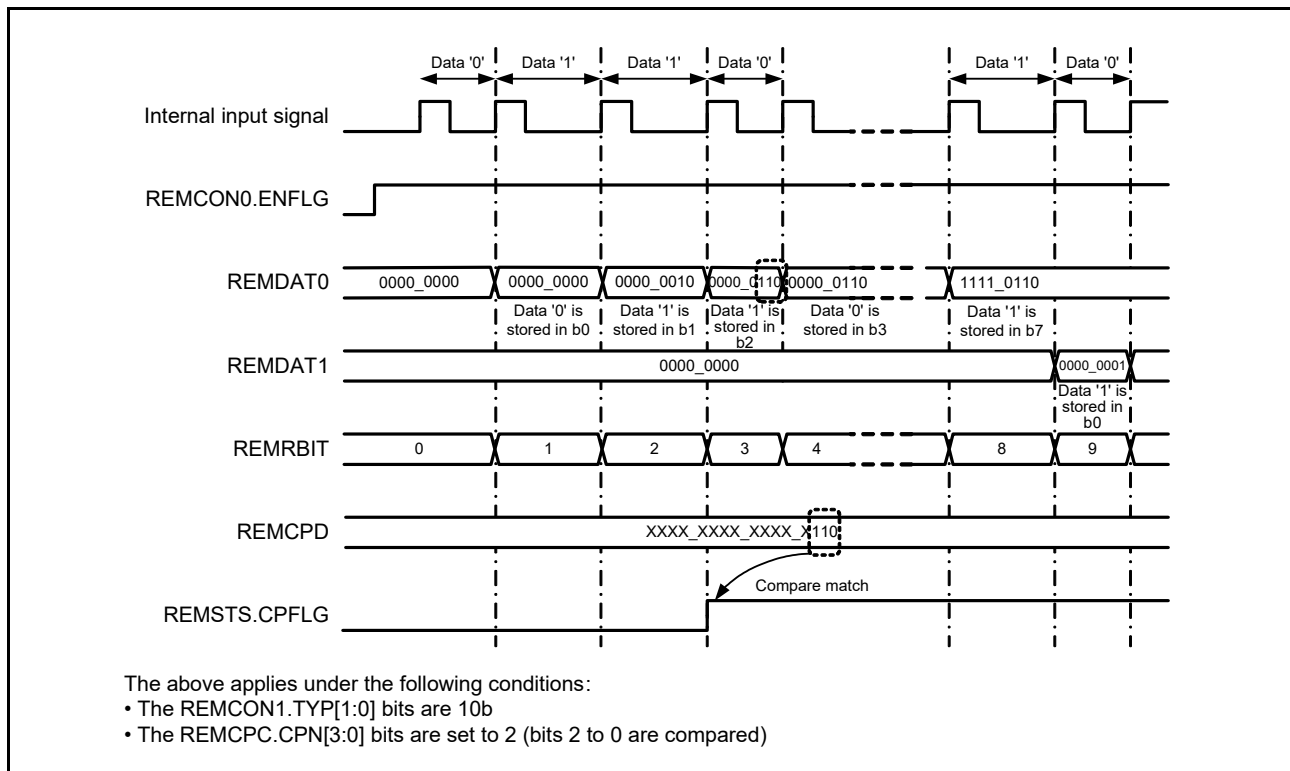 Data '0' Data '1' Data '1' Data '0' Data '1' Data '0'
Internal input signal
REMCON0.ENFLG
REMDAT0 0000_0000 0000_0000 0000_0010 0000_0110 0000_0110 1111_0110
Data '0' is stored in b0
Data '1' is stored in b1
Data '1' is stored in b2
Data '0' is stored in b3
Data '1' is stored in b7
REMDAT1 0000_0000 0000_0001
Data '1' is stored in b0
REMRBIT 0 1 2 3 4 8 9
REMCPD XXXX_XXXX_XXXX_X110
Compare match
REMSTS.CPFLG
The above applies under the following conditions:
• The REMCON1.TYP[1:0] bits are 10b
• The REMCPC.CPN[3:0] bits are set to 2 (bits 2 to 0 are compared)